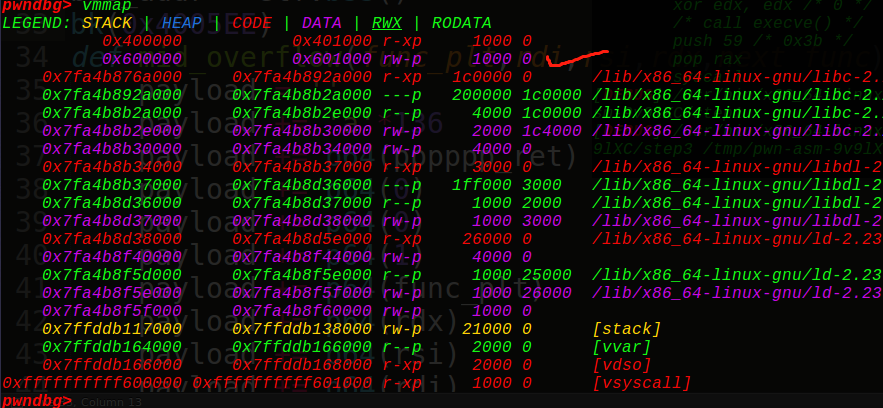 pwndbg> vmmap
LEGEND: STACK | HEAP | CODE | DATA | RWX | RODATA
0x400000 0x401000 r-xp 1000 0
0x600000 0x601000 rw-p 1000 0
0x7fa4b876a000 0x7fa4b892a000 r-xp 1c0000 0 /lib/x86_64-linux-gnu/libc-2.
0x7fa4b892a000 0x7fa4b8b2a000 ---p 200000 1c0000 /lib/x86_64-linux-gnu/libc-2.
0x7fa4b8b2a000 0x7fa4b8b2e000 r--p 4000 1c0000 /lib/x86_64-linux-gnu/libc-2.
0x7fa4b8b2e000 0x7fa4b8b30000 rw-p 2000 1c4000 /lib/x86_64-linux-gnu/libc-2.
0x7fa4b8b30000 0x7fa4b8b34000 rw-p 4000 0
0x7fa4b8b34000 0x7fa4b8b37000 r-xp 3000 0 /lib/x86_64-linux-gnu/libdl-2
0x7fa4b8b37000 0x7fa4b8d36000 ---p 1ff000 3000 /lib/x86_64-linux-gnu/libdl-2
0x7fa4b8d36000 0x7fa4b8d37000 r--p 1000 2000 /lib/x86_64-linux-gnu/libdl-2
0x7fa4b8d37000 0x7fa4b8d38000 rw-p 1000 3000 /lib/x86_64-linux-gnu/libdl-2
0x7fa4b8d38000 0x7fa4b8d5e000 r-xp 26000 0 /lib/x86_64-linux-gnu/ld-2.23
0x7fa4b8f40000 0x7fa4b8f44000 rw-p 4000 0
0x7fa4b8f5d000 0x7fa4b8f5e000 r--p 1000 25000 /lib/x86_64-linux-gnu/ld-2.23
0x7fa4b8f5e000 0x7fa4b8f5f000 rw-p 1000 26000 /lib/x86_64-linux-gnu/ld-2.23
0x7fa4b8f5f000 0x7fa4b8f60000 rw-p 1000 0
0x7ffddb117000 0x7ffddb138000 rw-p 21000 0 [stack]
0x7ffddb164000 0x7ffddb166000 r--p 2000 0 [vvar]
0x7ffddb166000 0x7ffddb168000 r-xp 2000 0 [vdso]
0xffffffffff600000 0xffffffffff601000 r-xp 1000 0 [vsyscall]
pwndbg>